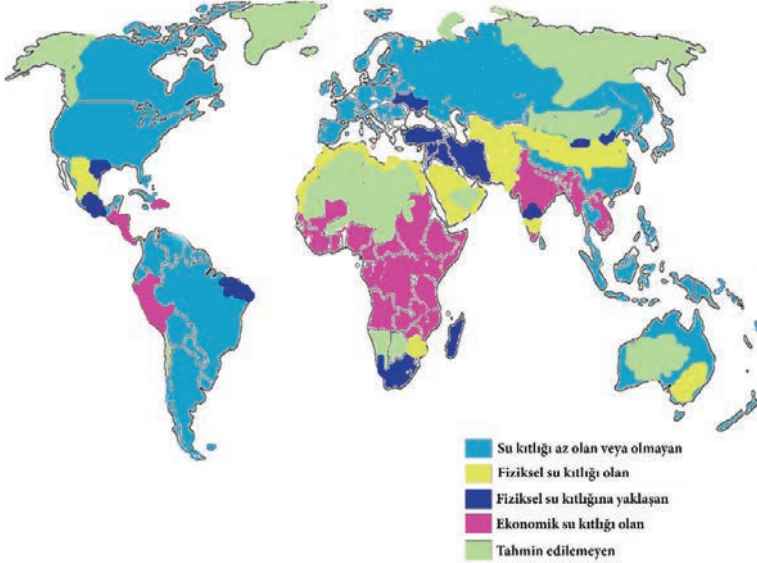 Su kıtlığı az olan veya olmayan
Fiziksel su kıtlığı olan
Fiziksel su kıtlığına yaklaşan
Ekonomik su kıtlığı olan
Tahmin edilemeyen